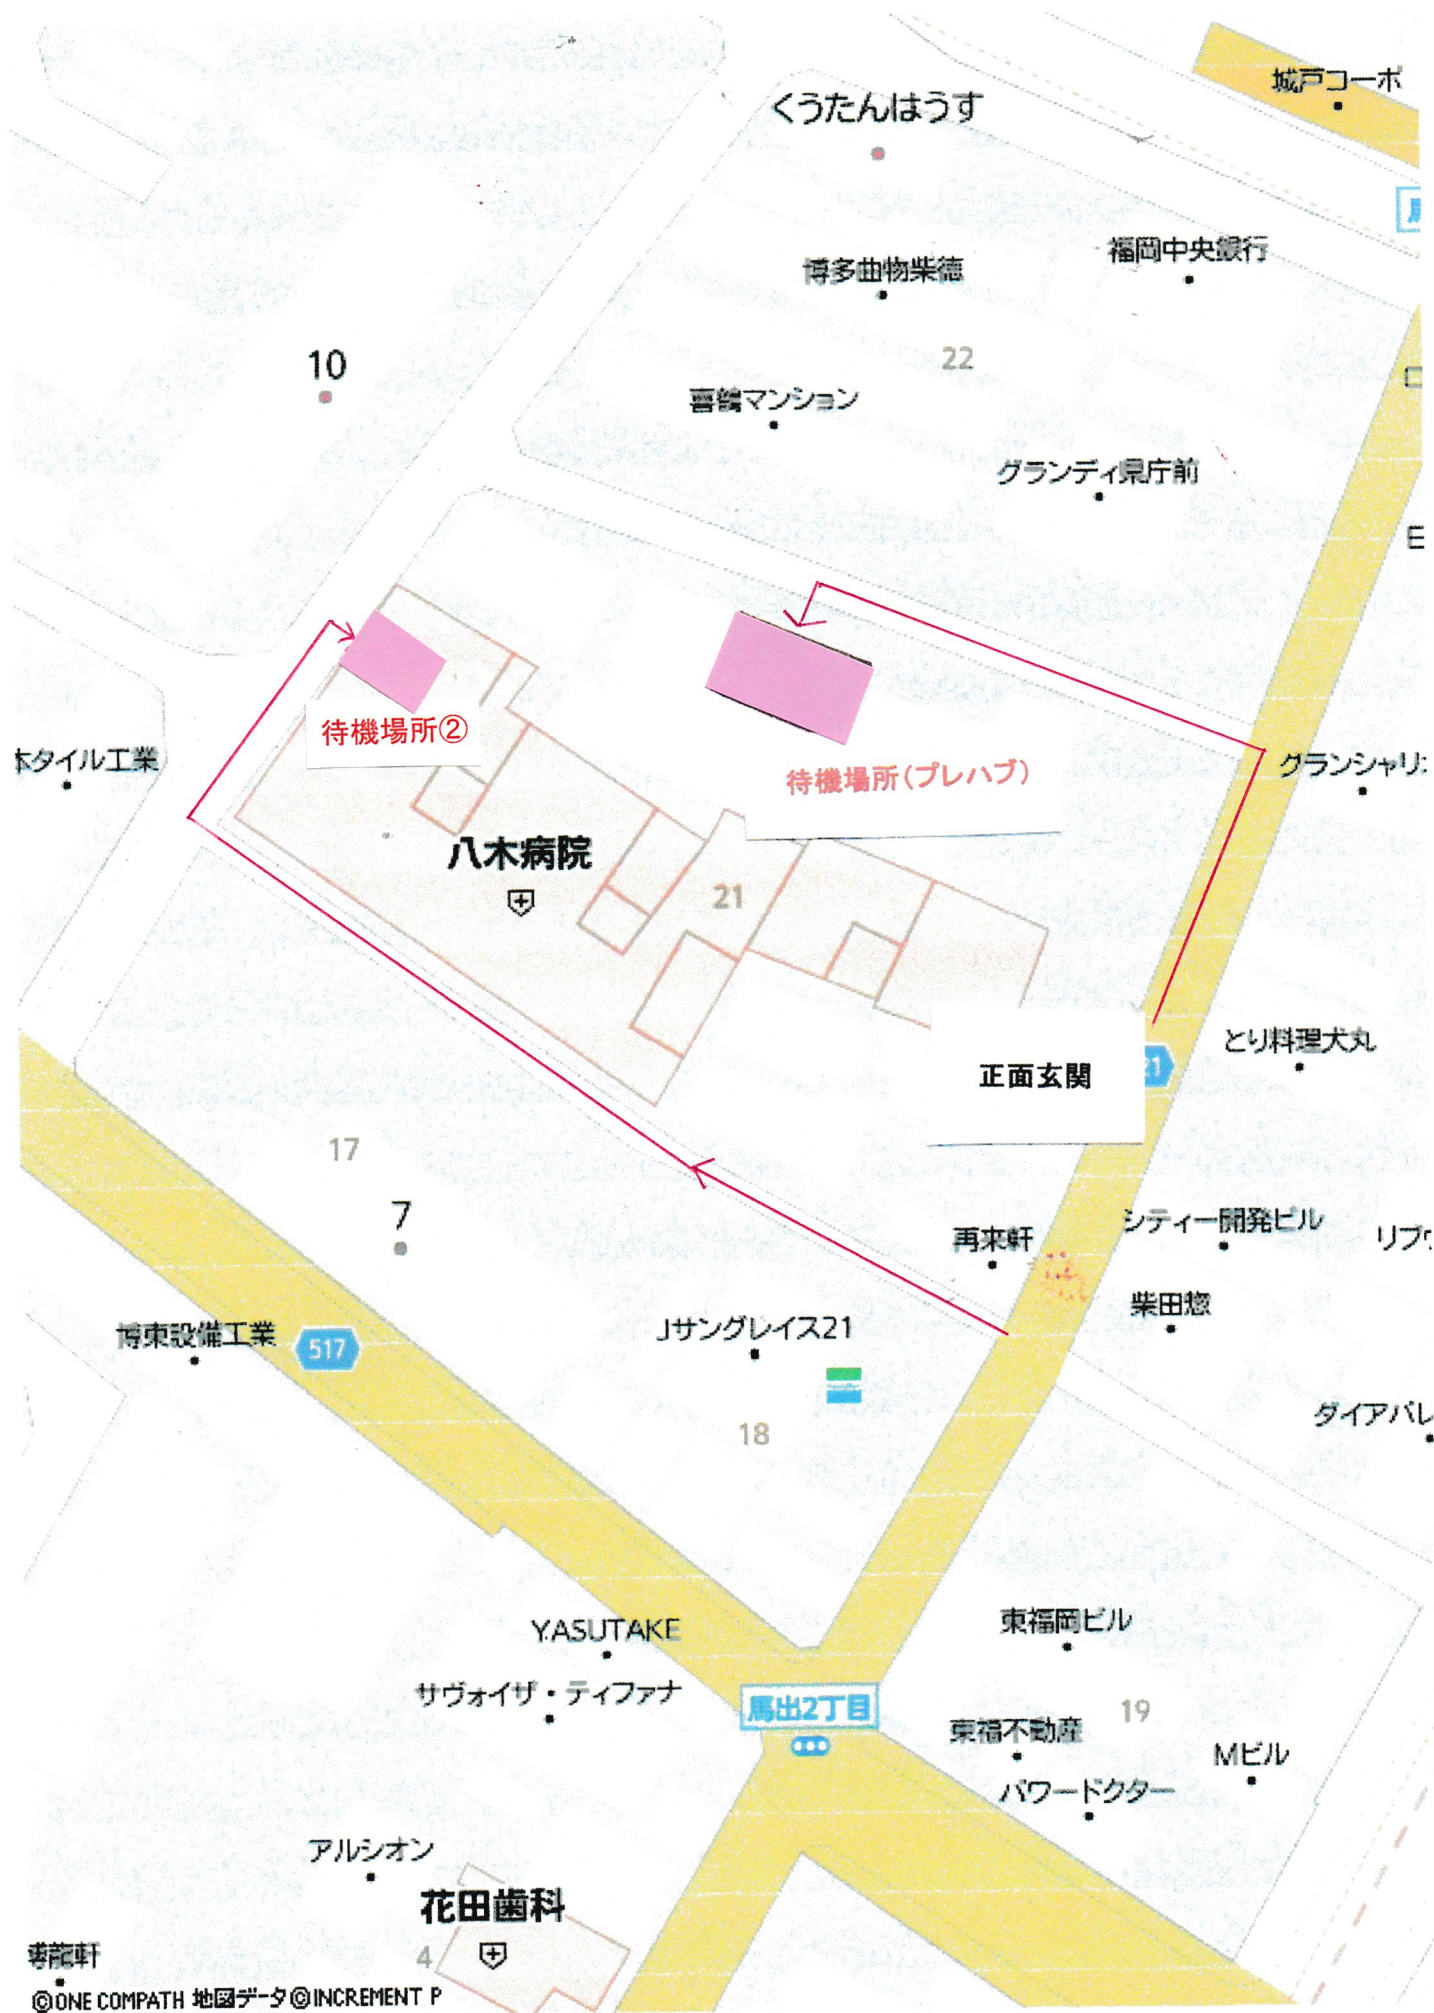 城戸コーポ
くうたんはうす
福岡中央銀行
博多曲物柴徳
22
10
喜鶴マンション
グランディ県庁前
待機場所②
木タイル工業
グランシャリ
待機場所(プレハブ)
八木病院
21
とり料理犬丸
正面玄関
21
17
7
シティー開発ビル
再来軒
リブ
柴田惣
博東設備工業
517
Jサングレイス21
ダイアパレ
18
東福岡ビル
Y.ASUTAKE
サヴォイザ・ティファナ
馬出2丁目
19
東福不動産
Mビル
パワードクター
アルシオン
花田歯科
4
©ONE COMPATH 地図データ©INCREMENT P